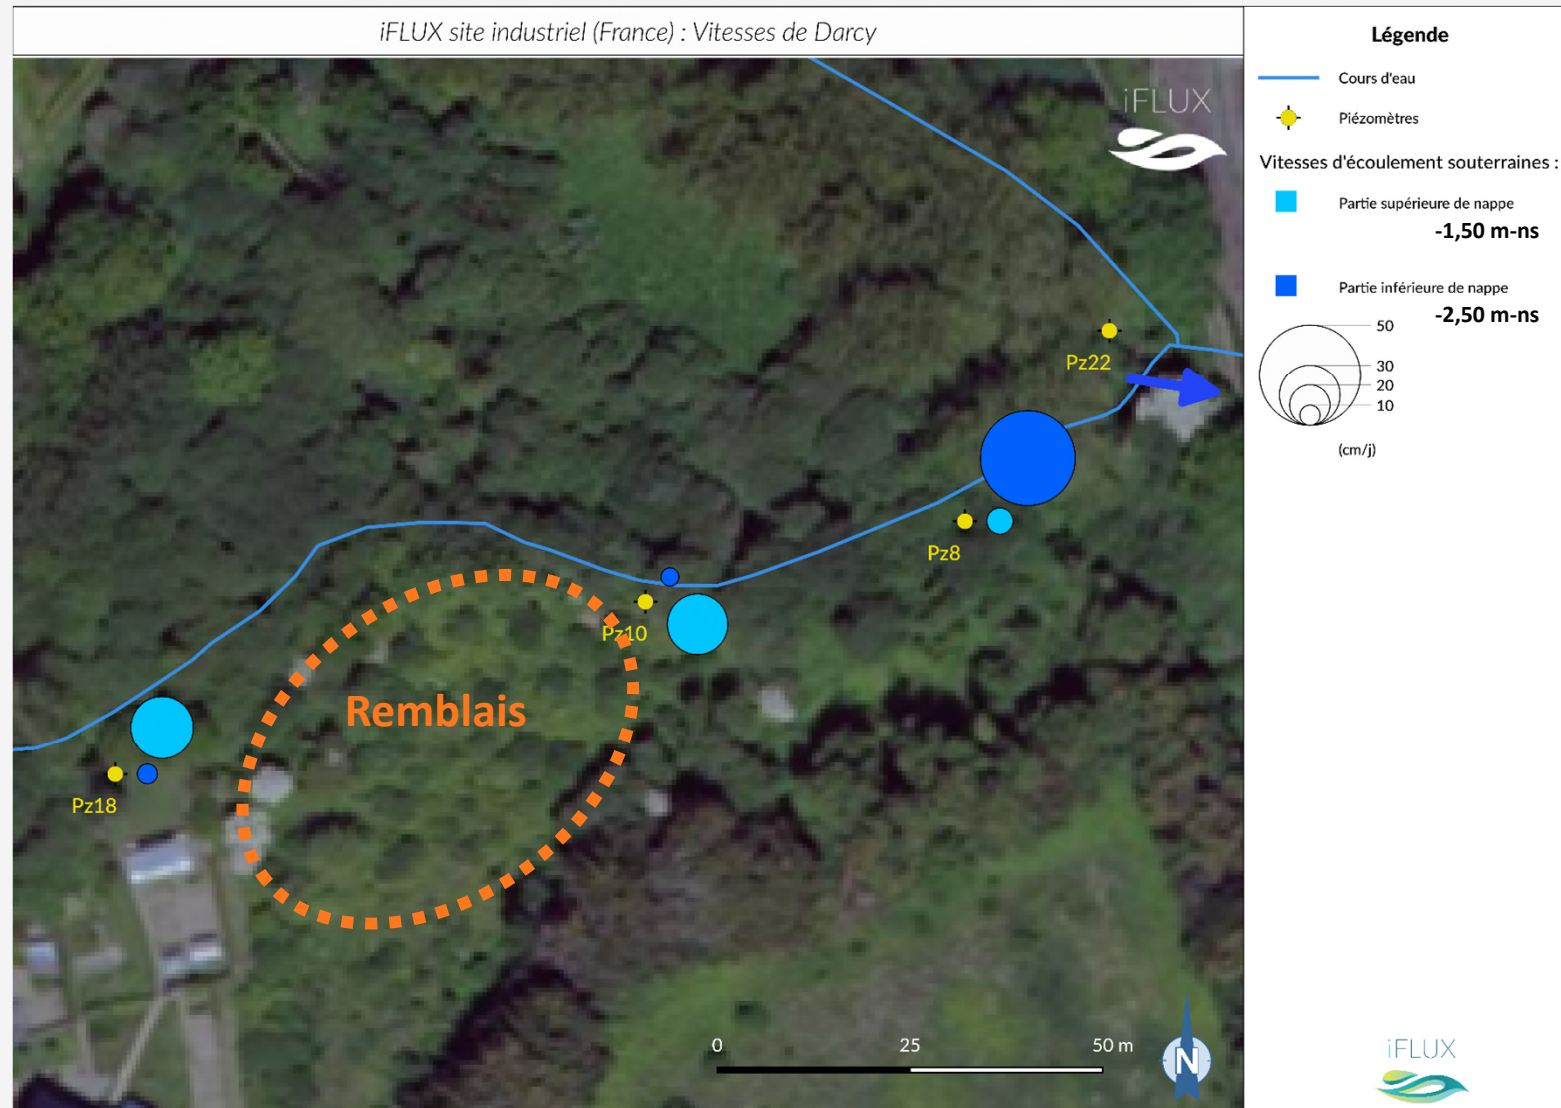 iFLUX site industriel (France) : Vitesses de Darcy
Légende
Cours d'eau
Piézomètres
Vitesses d'écoulement souterraines :
Partie supérieure de nappe
-1,50 m-ns
Partie inférieure de nappe
-2,50 m-ns
50
30
20
10
(cm/j)
iFLUX
Pz22
Pz8
Pz10
Remblais
Pz18
0 25 50 m
N
iFLUX